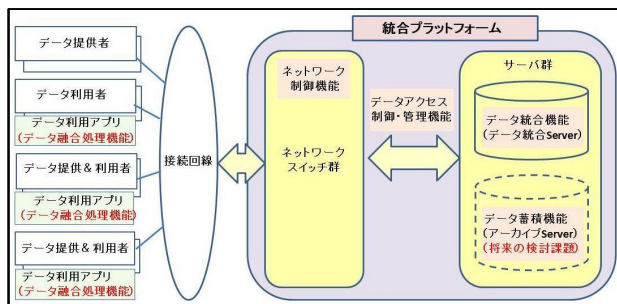 統合プラットフォーム
データ提供者
データ利用者
データ利用アプリ
(データ融合処理機能)
データ提供&利用者
データ利用アプリ
(データ融合処理機能)
データ提供&利用者
データ利用アプリ
(データ融合処理機能)
接続回線
ネットワーク
制御機能
ネットワーク
スイッチ群
データアクセス
制御・管理機能
サーバ群
データ統合機能
(データ統合Server)
データ蓄積機能
(アーカイブServer)
(将来の検討課題)